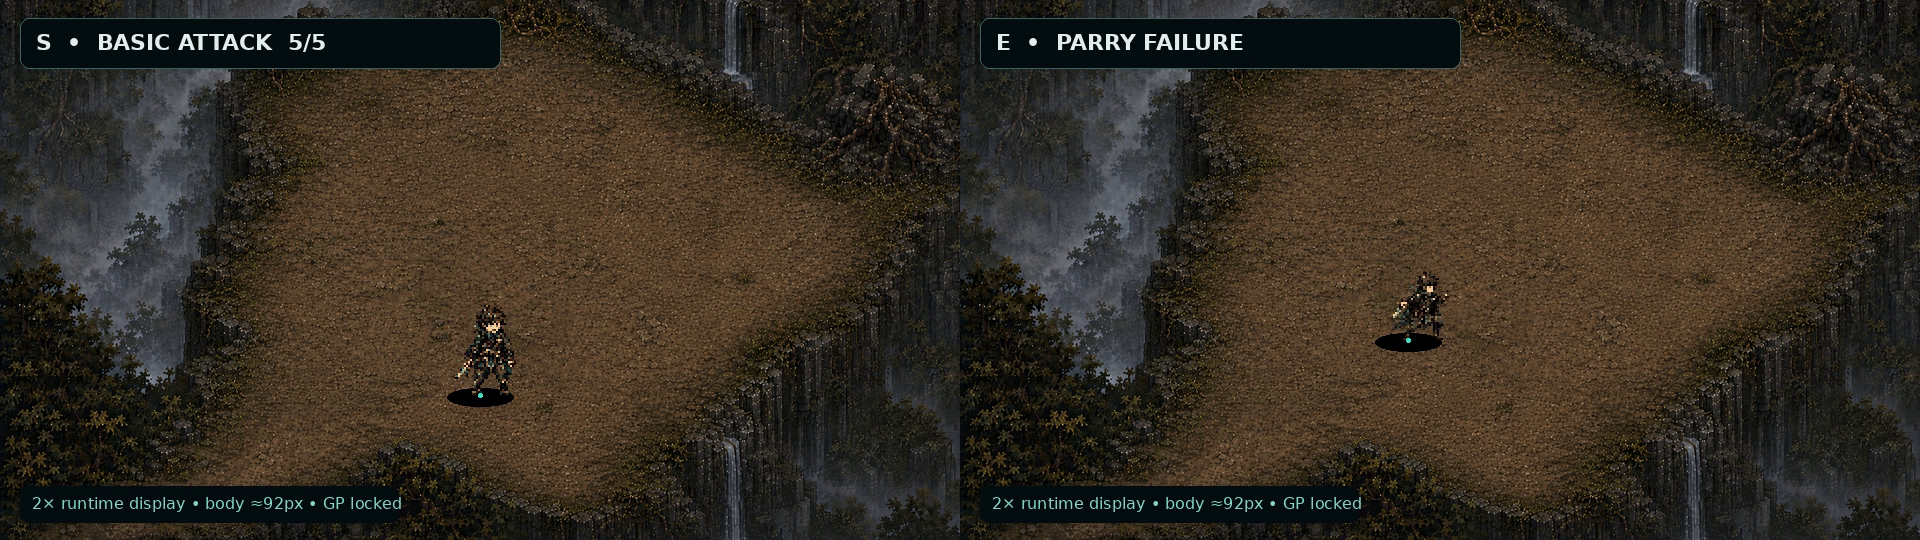 S • BASIC ATTACK 5/5
E • PARRY FAILURE
2× runtime display • body ≈92px • GP locked
2× runtime display • body ≈92px • GP locked